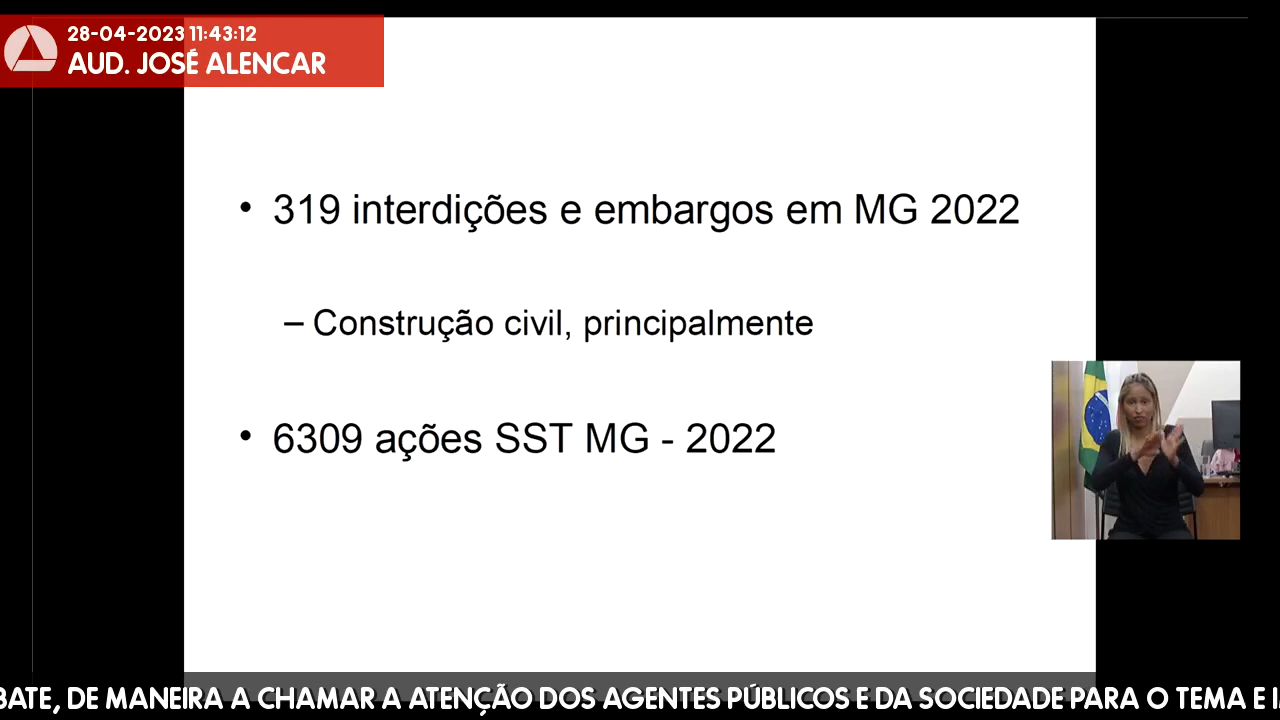 28-04-2023 11:43:12
AUD. JOSÉ ALENCAR
• 319 interdições e embargos em MG 2022
– Construção civil, principalmente
• 6309 ações SST MG - 2022
BATE, DE MANEIRA A CHAMAR A ATENÇÃO DOS AGENTES PÚBLICOS E DA SOCIEDADE PARA O TEMA E